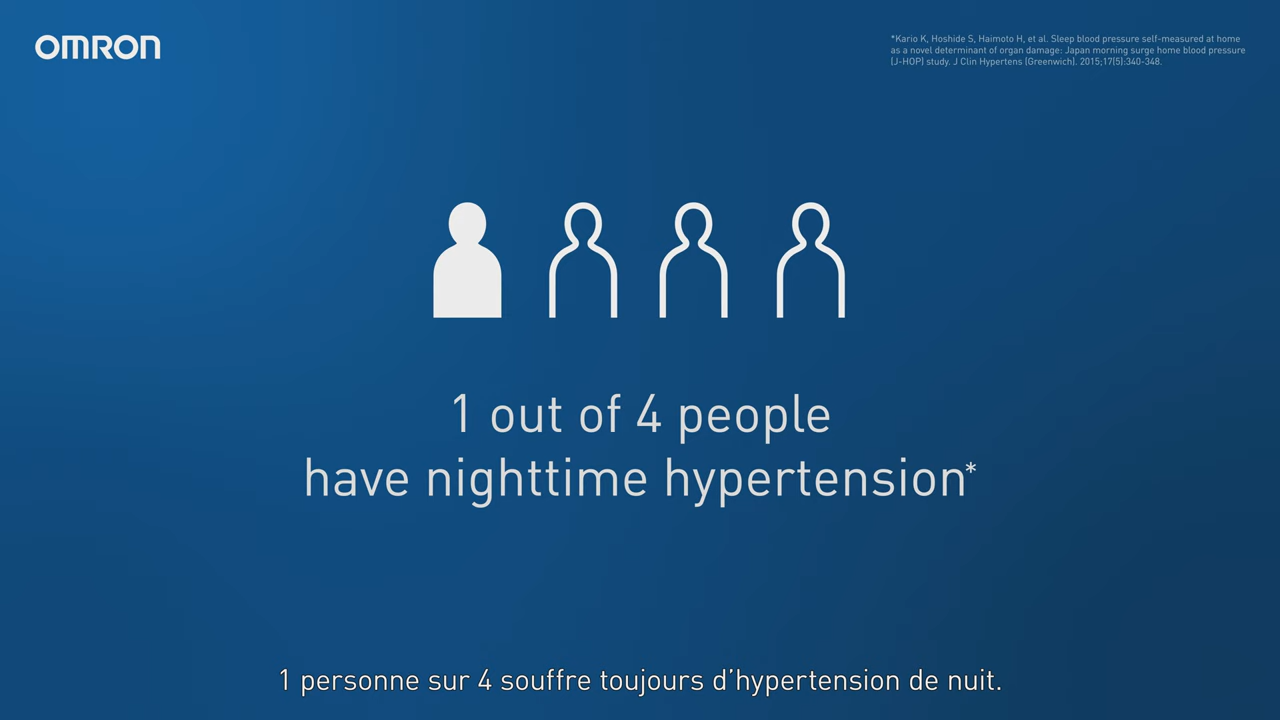 OMRON
*Kario K, Hoshide S, Haimoto H, et al. Sleep blood pressure self-measured at home
as a novel determinant of organ damage: Japan morning surge home blood pressure
(J-HOP) study. J Clin Hypertens (Greenwich). 2015;17(5):340-348.
1 out of 4 people
have nighttime hypertension*
1 personne sur 4 souffre toujours d’hypertension de nuit.